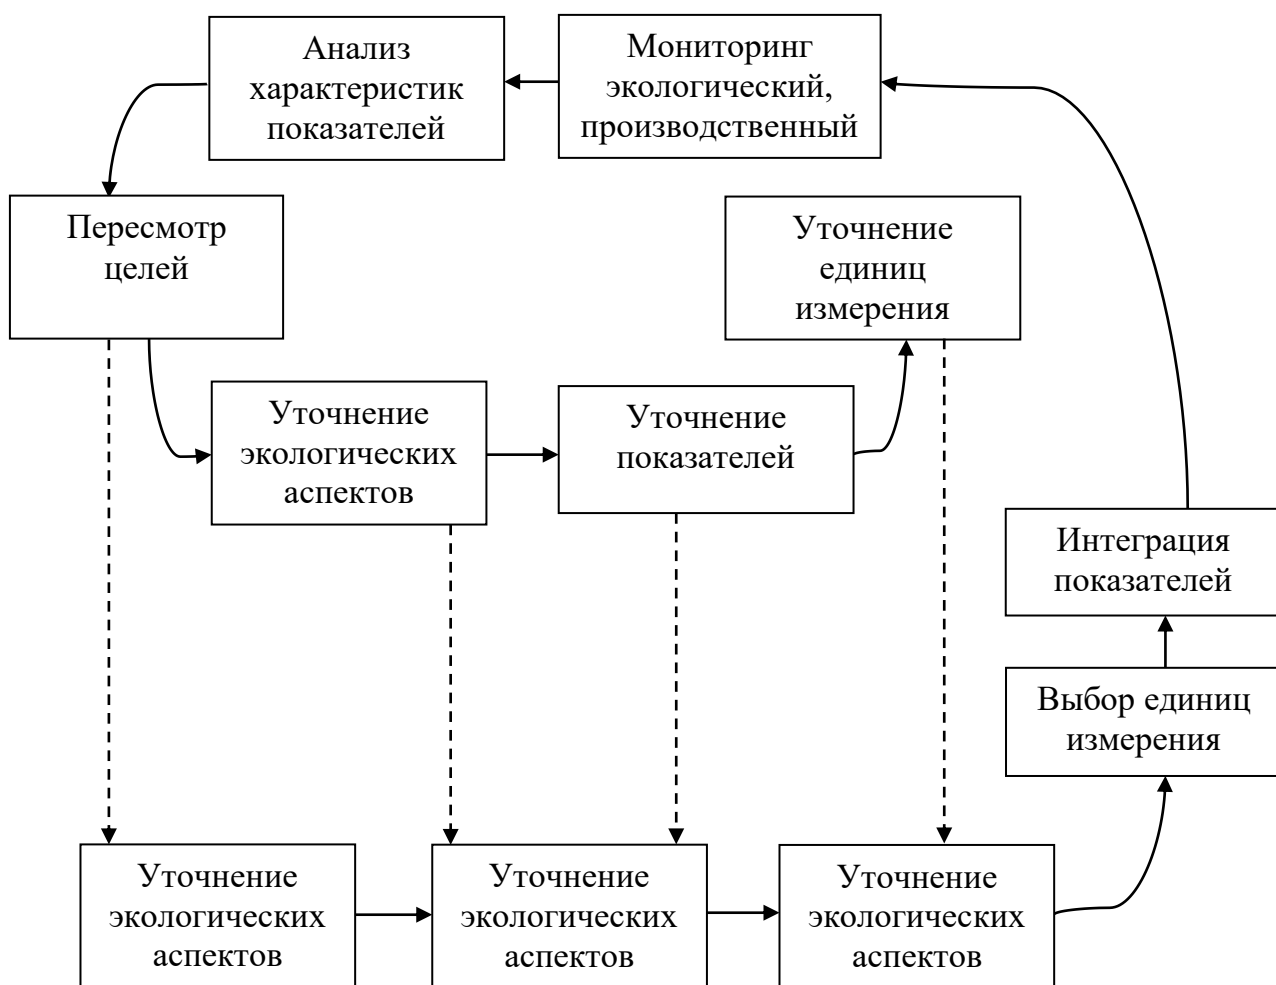 Анализ
характеристик
показателей
Мониторинг
экологический,
производственный
Пересмотр
целей
Уточнение
единиц
измерения
Уточнение
экологических
аспектов
Уточнение
показателей
Интеграция
показателей
Выбор единиц
измерения
Уточнение
экологических
аспектов
Уточнение
экологических
аспектов
Уточнение
экологических
аспектов